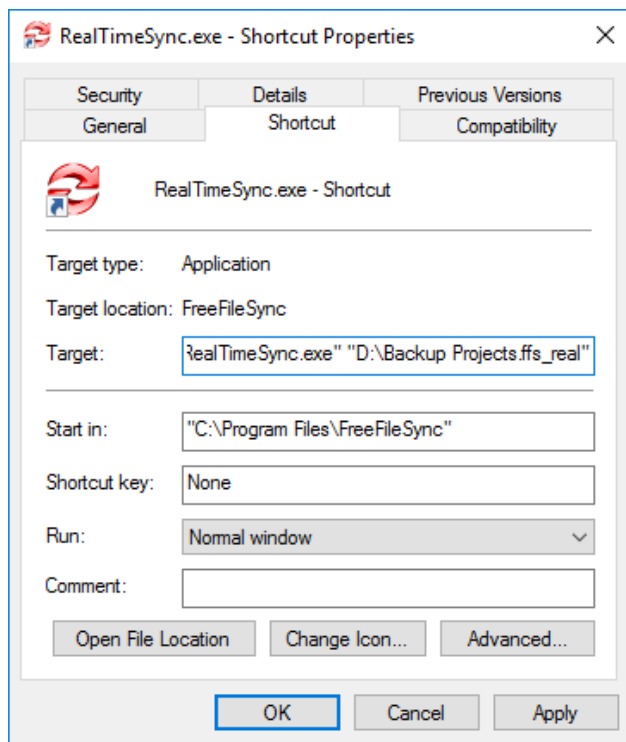 RealTimeSync.exe - Shortcut Properties
Security Details Previous Versions
General Shortcut Compatibility
RealTimeSync.exe - Shortcut
Target type: Application
Target location: FreeFileSync
Target: RealTimeSync.exe" "D:\Backup Projects.ffs_real"
Start in: "C:\Program Files\FreeFileSync"
Shortcut key: None
Run: Normal window
Comment:
Open File Location Change Icon... Advanced...
OK Cancel Apply